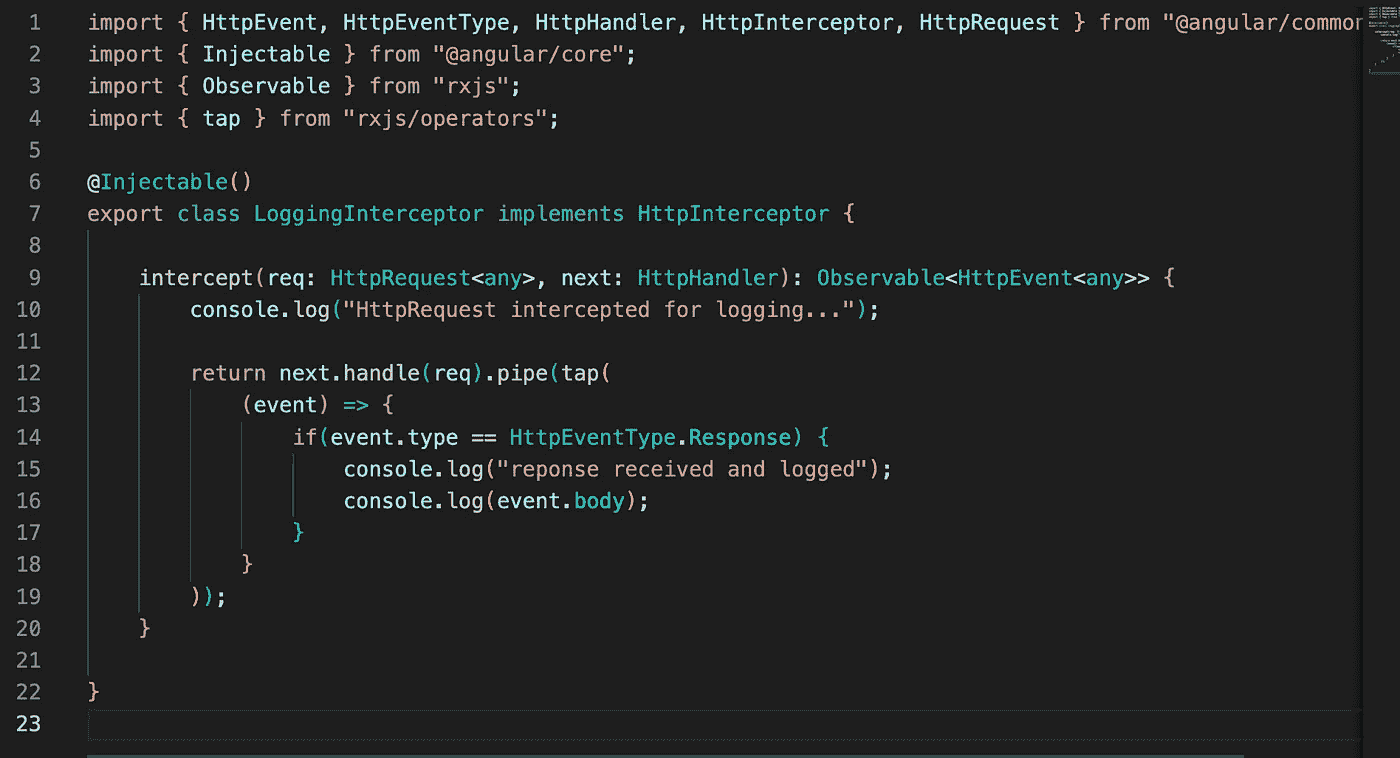 1 import { HttpEvent, HttpEventType, HttpHandler, HttpInterceptor, HttpRequest } from "@angular/common
2 import { Injectable } from "@angular/core";
3 import { Observable } from "rxjs";
4 import { tap } from "rxjs/operators";
5
6 @Injectable()
7 export class LoggingInterceptor implements HttpInterceptor {
8
9     intercept(req: HttpRequest<any>, next: HttpHandler): Observable<HttpEvent<any>> {
10         console.log("HttpRequest intercepted for logging...");
11
12         return next.handle(req).pipe(tap(
13             (event) => {
14                 if(event.type == HttpEventType.Response) {
15                     console.log("reponse received and logged");
16                     console.log(event.body);
17                 }
18             }
19         ));
20     }
21
22 }
23